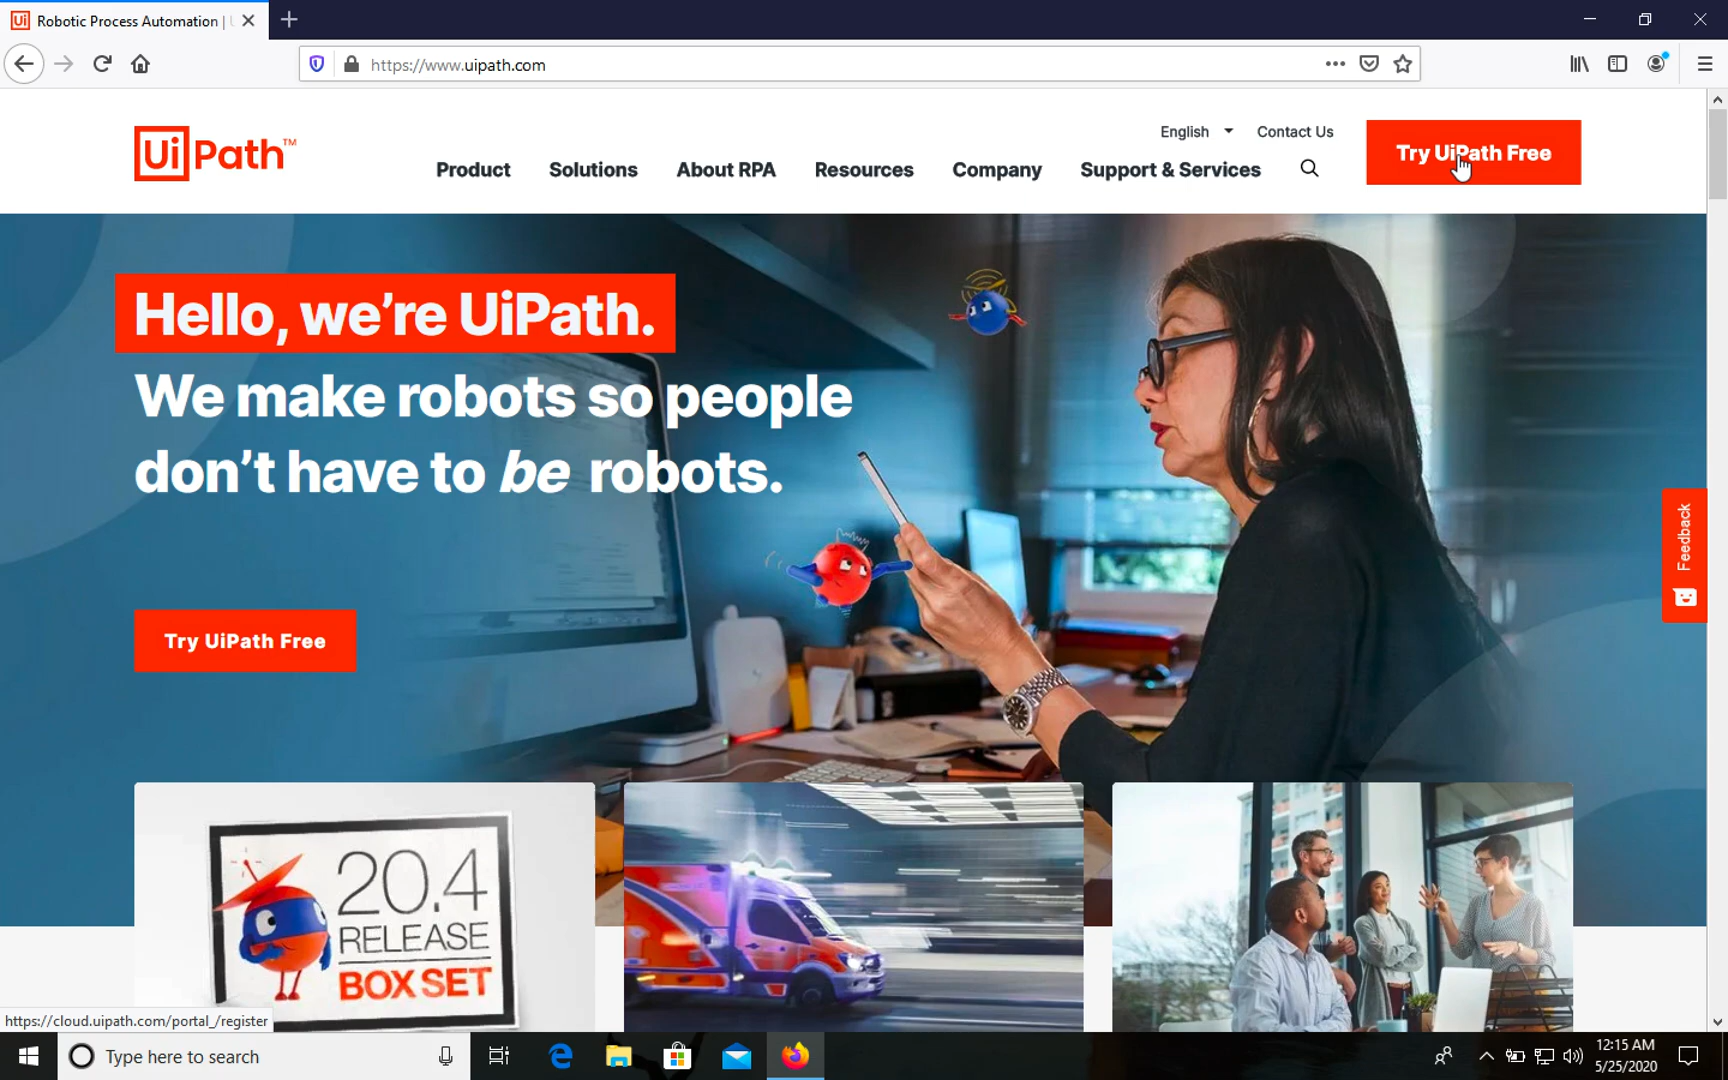 Robotic Process Automation |
https://www.uipath.com
UiPath™
English
Contact Us
Product
Solutions
About RPA
Resources
Company
Support & Services
Try UiPath Free
Hello, we're UiPath.
We make robots so people
don't have to be robots.
Try UiPath Free
Feedback
20.4
RELEASE
BOX SET
https://cloud.uipath.com/portal_/register
Type here to search
12:15 AM
5/25/2020